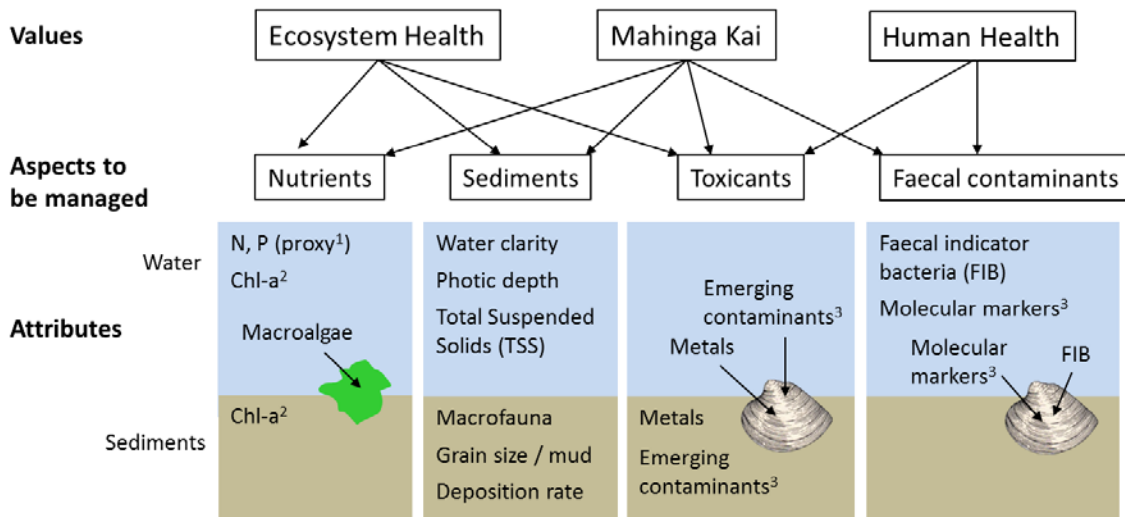 Values
Ecosystem Health
Mahinga Kai
Human Health
Aspects to
be managed
Nutrients
Sediments
Toxicants
Faecal contaminants
Attributes
Water
Sediments
N, P (proxy¹)
Chl-a²
Macroalgae
Chl-a²
Water clarity
Photic depth
Total Suspended
Solids (TSS)
Macrofauna
Grain size / mud
Deposition rate
Emerging
contaminants³
Metals
Metals
Emerging
contaminants³
Faecal indicator
bacteria (FIB)
Molecular markers³
Molecular
markers³
FIB